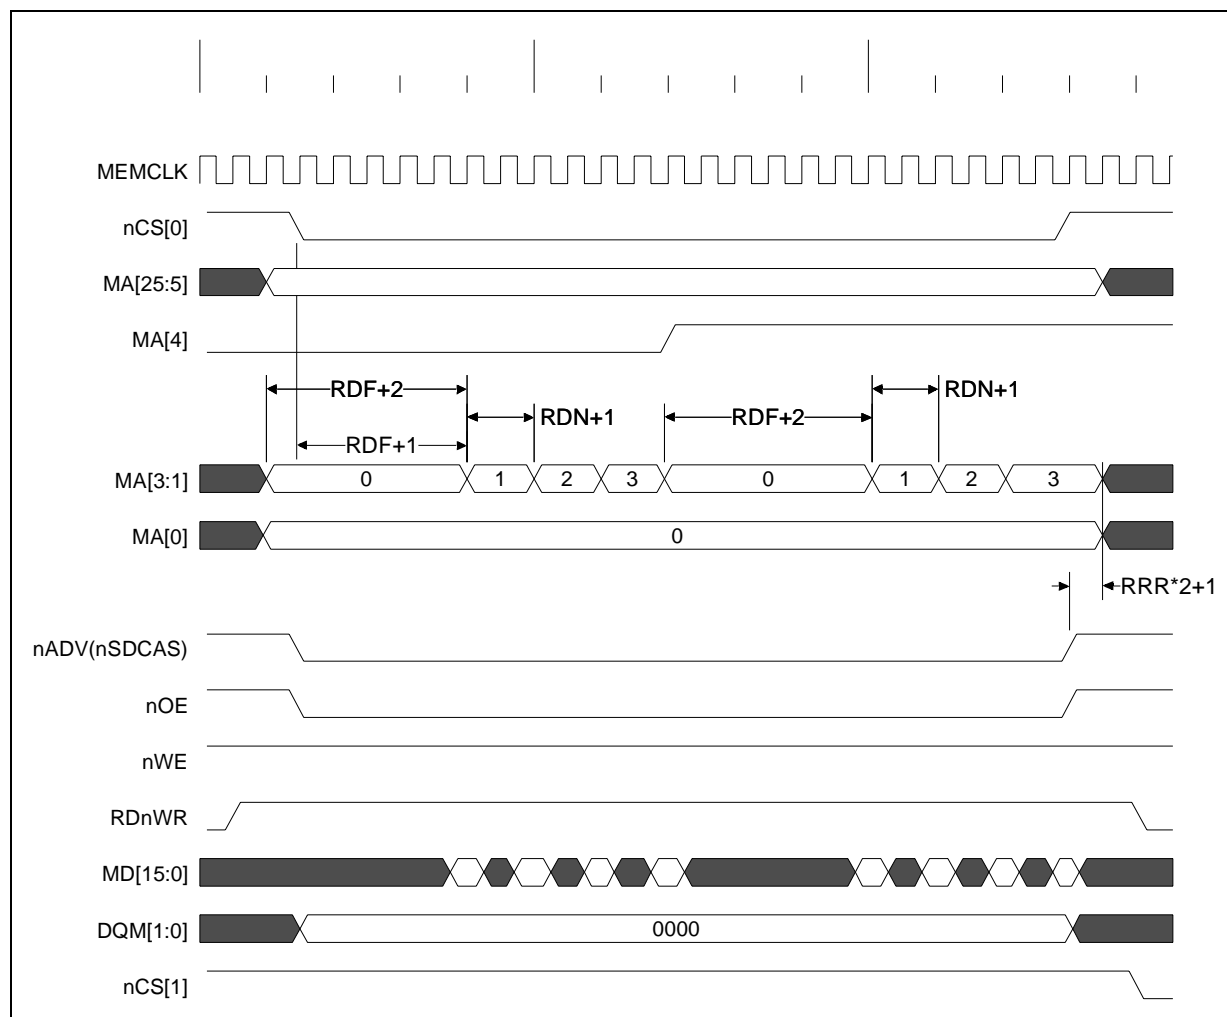 MEMCLK
nCS[0]
MA[25:5]
MA[4]
RDF+2
RDN+1
RDN+1
RDF+2
RDF+1
MA[3:1]
0 1 2 3 0 1 2 3
MA[0]
0
RRR*2+1
nADV(nSDCAS)
nOE
nWE
RDnWR
MD[15:0]
DQM[1:0]
0000
nCS[1]